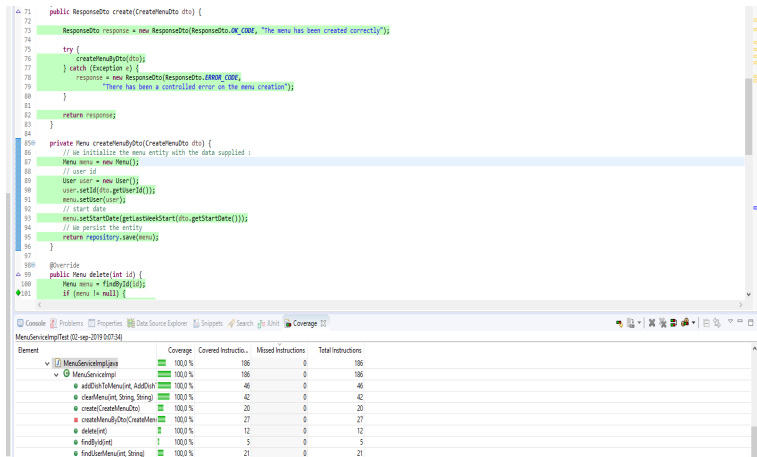 71 public ResponseDto create(CreateMenuDto dto) {
72
73 ResponseDto response = new ResponseDto(ResponseDto.OK_CODE, "The menu has been created correctly");
74
75 try {
76 createMenuByDto(dto);
77 } catch (Exception e) {
78 response = new ResponseDto(ResponseDto.ERROR_CODE,
79 "There has been a controlled error on the menu creation");
80 }
81
82 return response;
83 }
84
85 private Menu createMenuByDto(CreateMenuDto dto) {
86 // We initialize the menu entity with the data supplied :
87 Menu menu = new Menu();
88 // user id
89 User user = new User();
90 user.setId(dto.getUserId());
91 menu.setUser(user);
92 // start date
93 menu.setStartDate(getLastWeekStart(dto.getStartDate()));
94 // We persist the entity
95 return repository.save(menu);
96 }
97
98 @Override
99 public Menu delete(int id) {
100 Menu menu = findById(id);
101 if (menu != null) {
Console Problems Properties Data Source Explorer Snippets Search JUnit Coverage
MenuServiceImplTest (02-sep-2019 0:07:34)
Element Coverage Covered Instructio... Missed Instructions Total Instructions
MenuServiceImpl.java 100,0 % 186 0 186
MenuServiceImpl 100,0 % 186 0 186
addDishToMenu(int, AddDish 100,0 % 46 0 46
clearMenu(int, String, String) 100,0 % 42 0 42
create(CreateMenuDto) 100,0 % 20 0 20
createMenuByDto(CreateMen 100,0 % 27 0 27
delete(int) 100,0 % 12 0 12
findById(int) 100,0 % 5 0 5
findUserMenu(int, String) 100,0 % 21 0 21